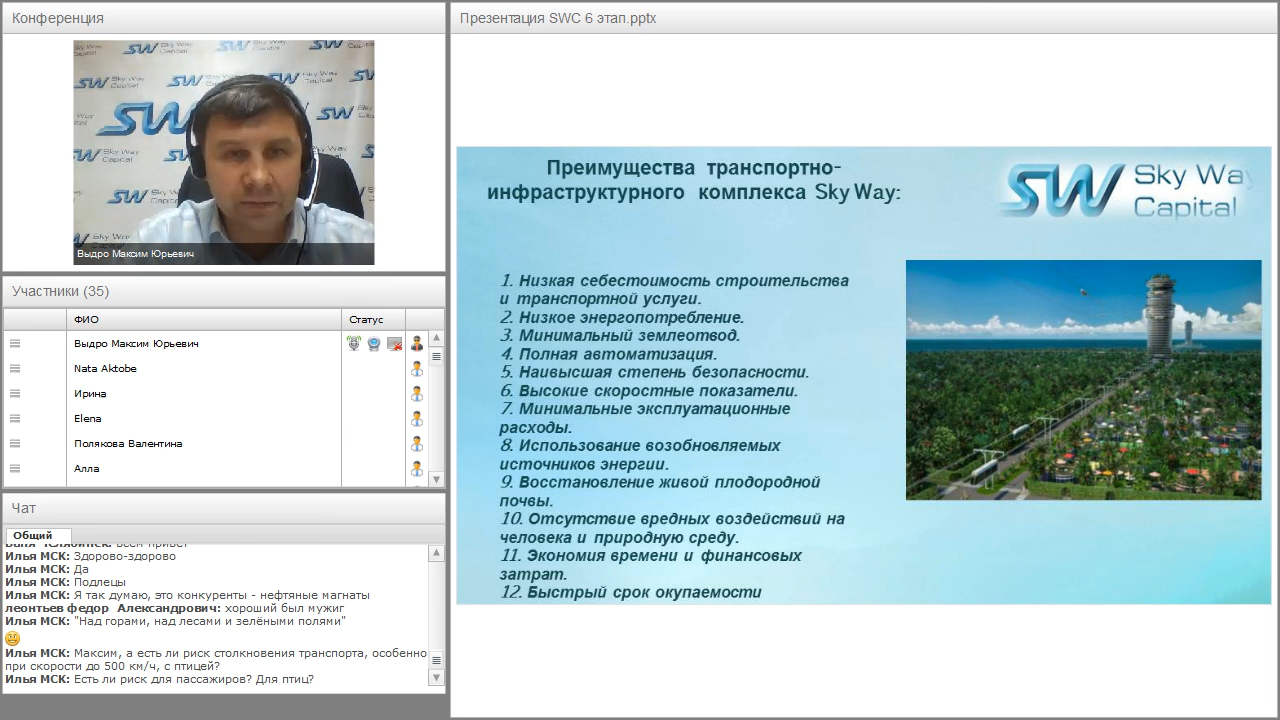 Конференция
SW Sky Way Capital
Выдро Максим Юрьевич
Участники (35)
ФИО
Статус
Выдро Максим Юрьевич
Nata Aktobe
Ирина
Elena
Полякова Валентина
Алла
Чат
Общий
Илья МСК: Здорово-здорово
Илья МСК: Да
Илья МСК: Подлецы
Илья МСК: Я так думаю, это конкуренты - нефтяные магнаты
леонтьев федор Александрович: хороший был мужиг
Илья МСК: "Над горами, над лесами и зелёными полями"
Илья МСК: Максим, а есть ли риск столкновения транспорта, особенно
при скорости до 500 км/ч, с птицей?
Илья МСК: Есть ли риск для пассажиров? Для птиц?
Презентация SWC 6 этап.pptx
Преимущества транспортно-
инфраструктурного комплекса Sky Way:
SW Sky Way
Capital
1. Низкая себестоимость строительства
и транспортной услуги.
2. Низкое энергопотребление.
3. Минимальный землеотвод.
4. Полная автоматизация.
5. Наивысшая степень безопасности.
6. Высокие скоростные показатели.
7. Минимальные эксплуатационные
расходы.
8. Использование возобновляемых
источников энергии.
9. Восстановление живой плодородной
почвы.
10. Отсутствие вредных воздействий на
человека и природную среду.
11. Экономия времени и финансовых
затрат.
12. Быстрый срок окупаемости